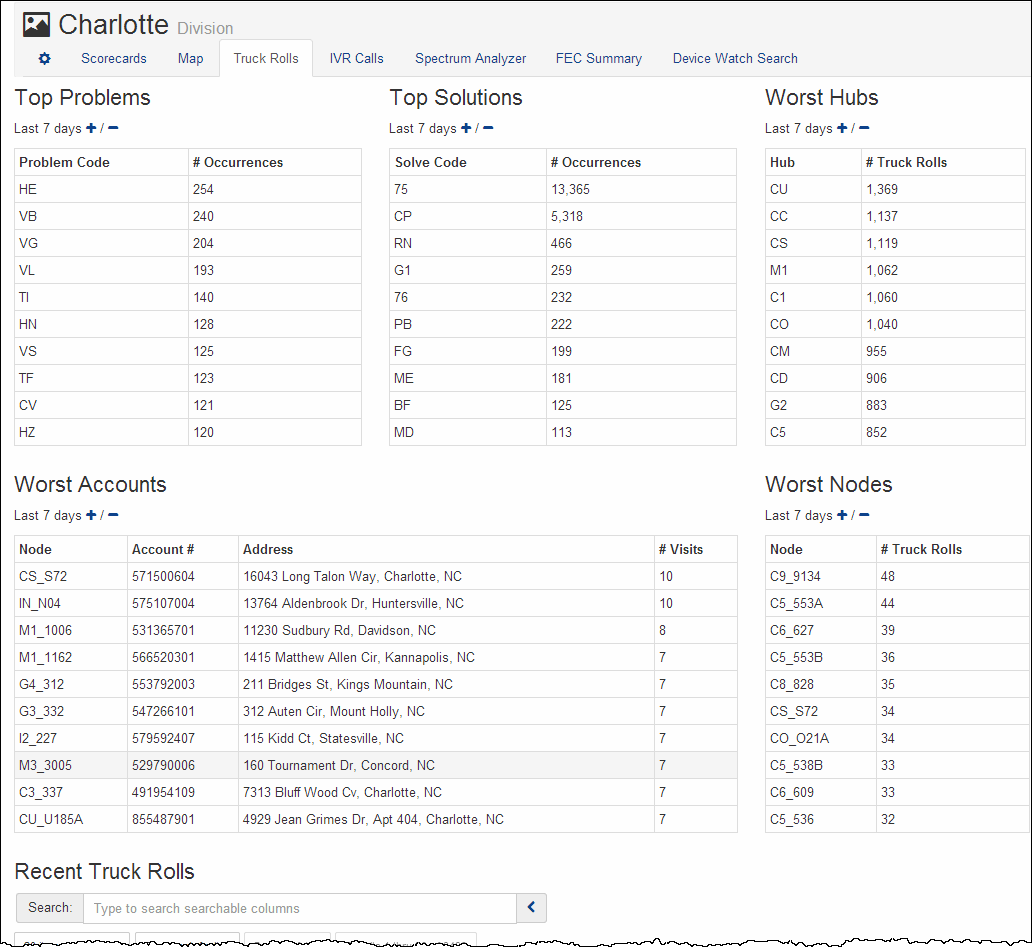 Charlotte Division
Scorecards Map Truck Rolls IVR Calls Spectrum Analyzer FEC Summary Device Watch Search
Top Problems
Last 7 days + / -
Problem Code # Occurrences
HE 254
VB 240
VG 204
VL 193
TI 140
HN 128
VS 125
TF 123
CV 121
HZ 120
Top Solutions
Last 7 days + / -
Solve Code # Occurrences
75 13,365
CP 5,318
RN 466
G1 259
76 232
PB 222
FG 199
ME 181
BF 125
MD 113
Worst Hubs
Last 7 days + / -
Hub # Truck Rolls
CU 1,369
CC 1,137
CS 1,119
M1 1,062
C1 1,060
CO 1,040
CM 955
CD 906
G2 883
C5 852
Worst Accounts
Last 7 days + / -
Node Account # Address # Visits
CS_S72 571500604 16043 Long Talon Way, Charlotte, NC 10
IN_N04 575107004 13764 Aldenbrook Dr, Huntersville, NC 10
M1_1006 531365701 11230 Sudbury Rd, Davidson, NC 8
M1_1162 566520301 1415 Matthew Allen Cir, Kannapolis, NC 7
G4_312 553792003 211 Bridges St, Kings Mountain, NC 7
G3_332 547266101 312 Auten Cir, Mount Holly, NC 7
I2_227 579592407 115 Kidd Ct, Statesville, NC 7
M3_3005 529790006 160 Tournament Dr, Concord, NC 7
C3_337 491954109 7313 Bluff Wood Cv, Charlotte, NC 7
CU_U185A 855487901 4929 Jean Grimes Dr, Apt 404, Charlotte, NC 7
Worst Nodes
Last 7 days + / -
Node # Truck Rolls
C9_9134 48
C5_553A 44
C6_627 39
C5_553B 36
C8_828 35
CS_S72 34
CO_O21A 34
C5_538B 33
C6_609 33
C5_536 32
Recent Truck Rolls
Search: Type to search searchable columns